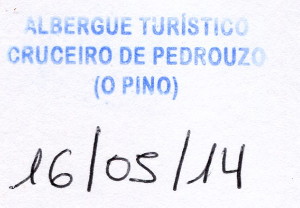 ALBERGUE TURÍSTICO
CRUCEIRO DE PEDROUZO
(O PINO)
16/05/14